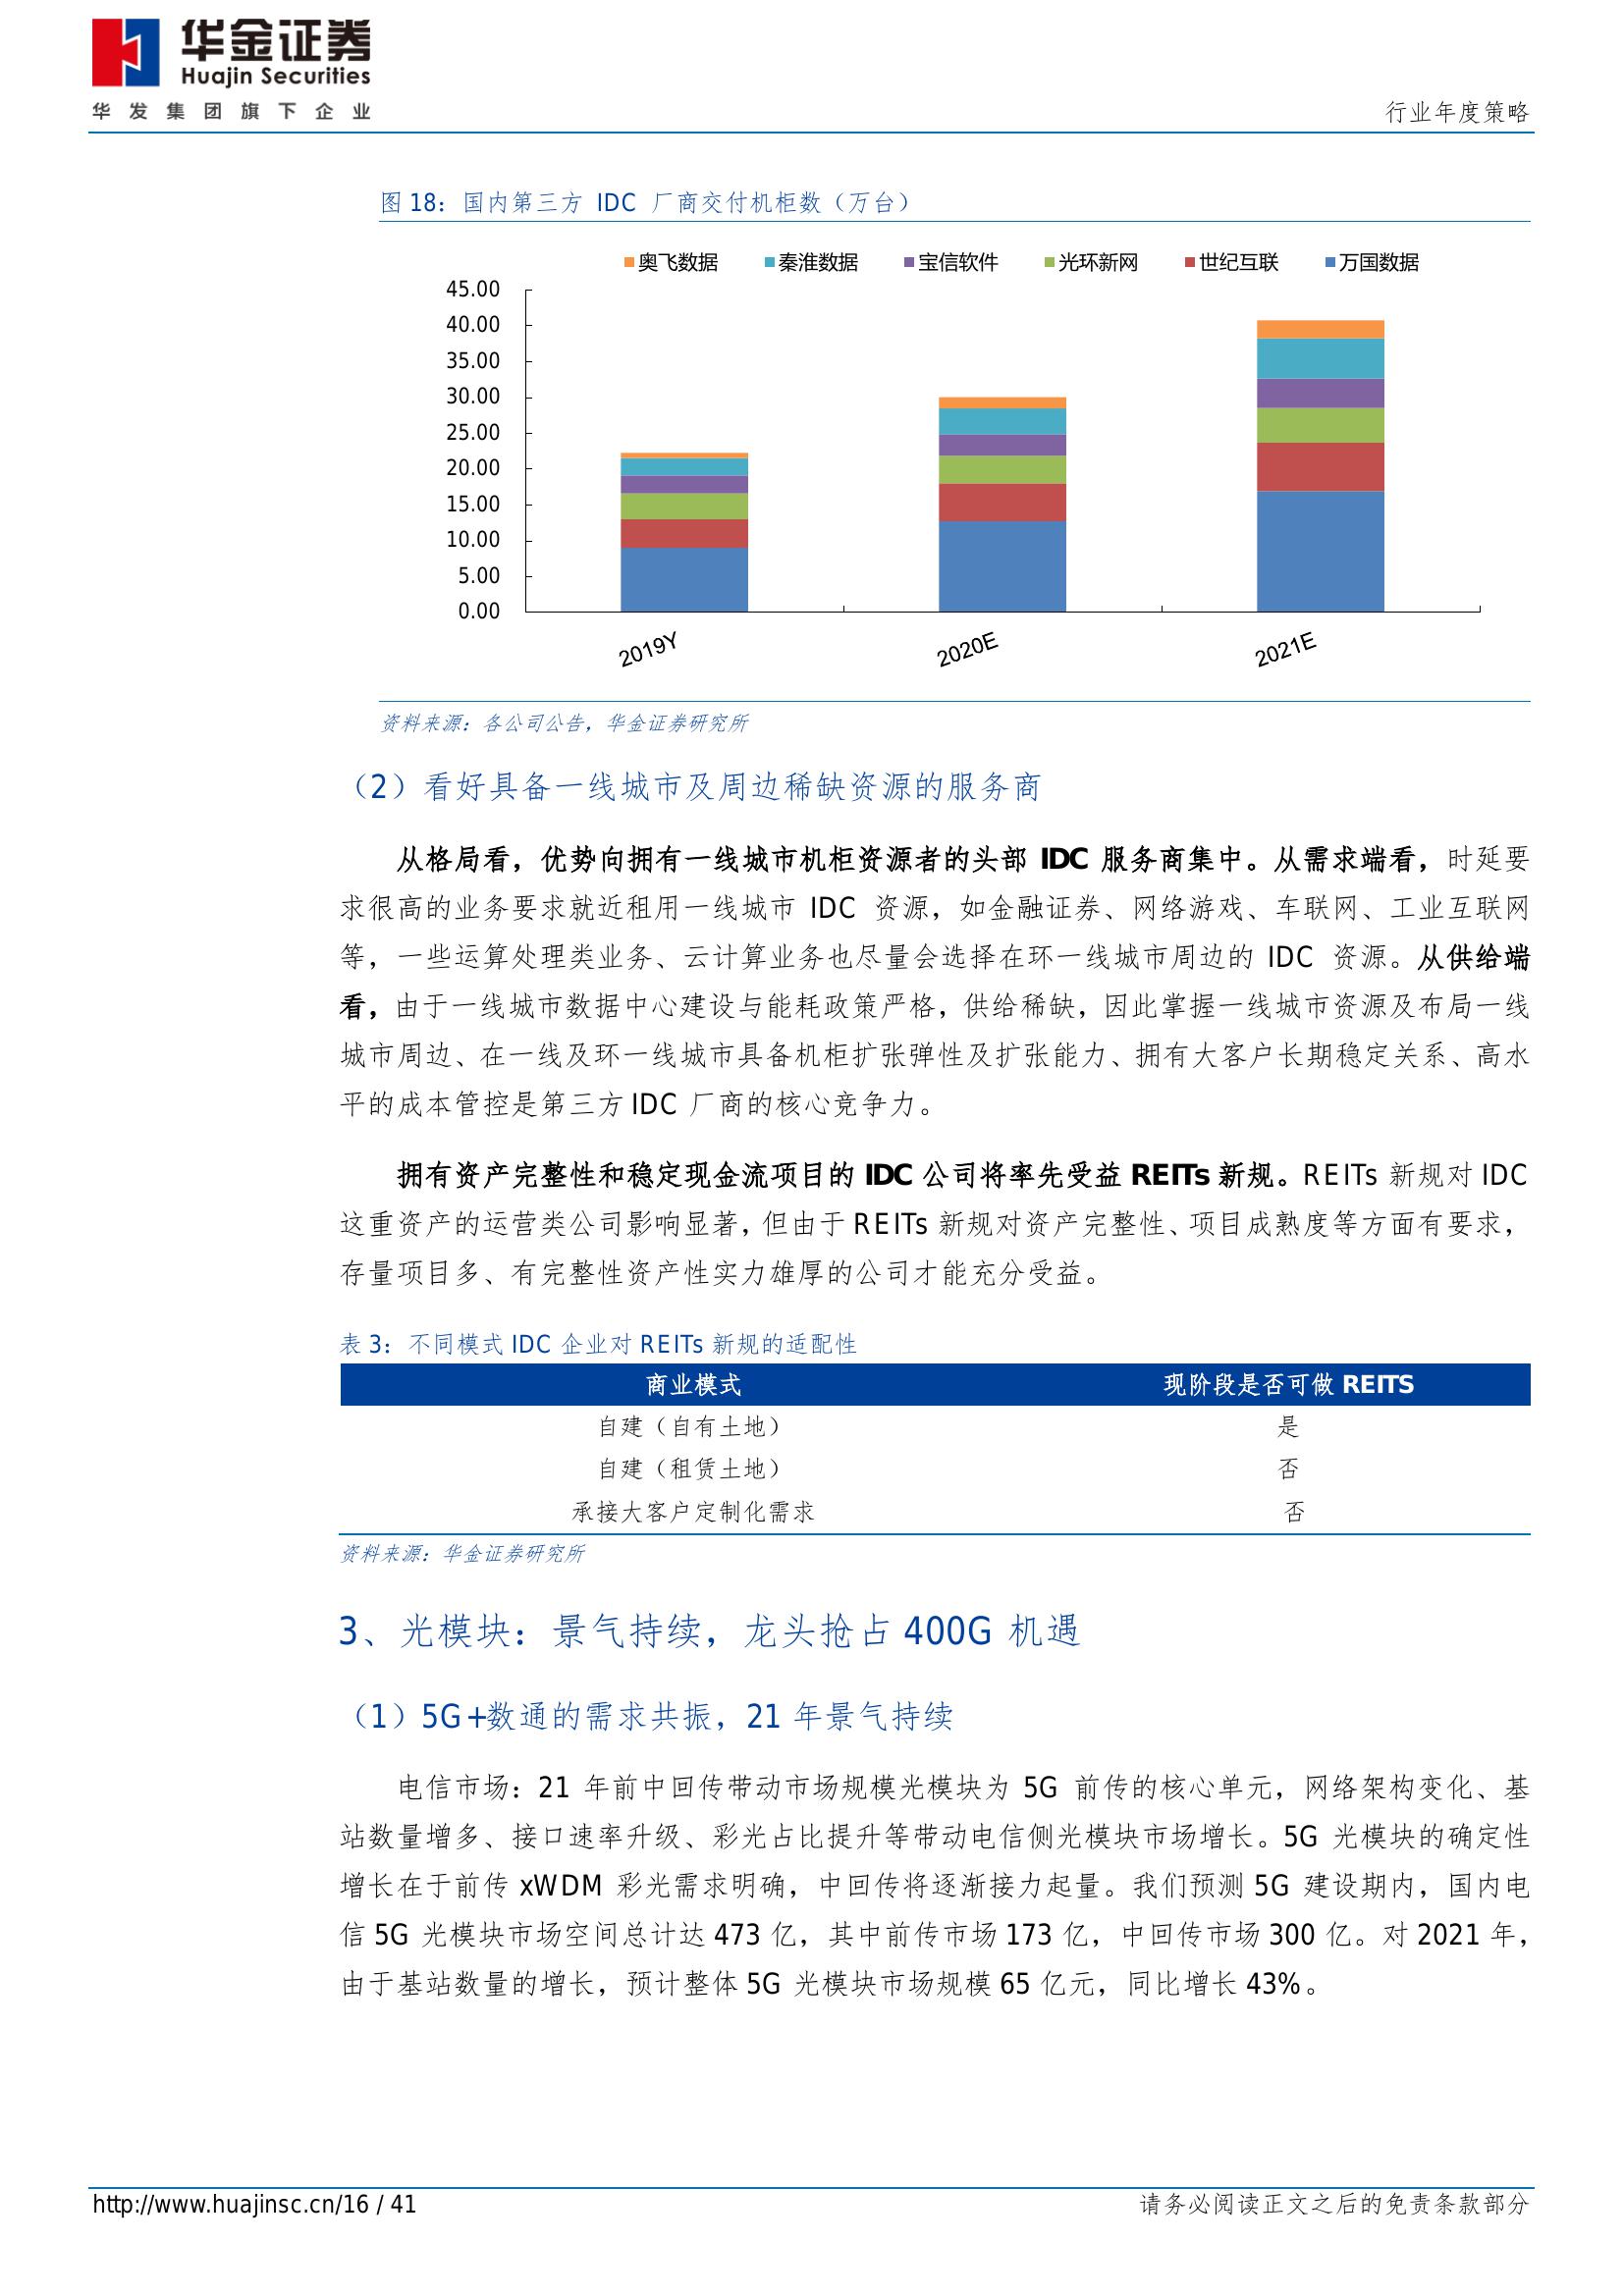 华金证券
Huajin Securities
华发集团旗下企业
行业年度策略
图 18：国内第三方 IDC 厂商交付机柜数（万台）
奥飞数据 秦淮数据 宝信软件 光环新网 世纪互联 万国数据
45.00
40.00
35.00
30.00
25.00
20.00
15.00
10.00
5.00
0.00
2019Y 2020E 2021E
资料来源：各公司公告，华金证券研究所
（2）看好具备一线城市及周边稀缺资源的服务商
从格局看，优势向拥有一线城市机柜资源者的头部 IDC 服务商集中。从需求端看，时延要
求很高的业务要求就近租用一线城市 IDC 资源，如金融证券、网络游戏、车联网、工业互联网
等，一些运算处理类业务、云计算业务也尽量会选择在环一线城市周边的 IDC 资源。从供给端
看，由于一线城市数据中心建设与能耗政策严格，供给稀缺，因此掌握一线城市资源及布局一线
城市周边、在一线及环一线城市具备机柜扩张弹性及扩张能力、拥有大客户长期稳定关系、高水
平的成本管控是第三方 IDC 厂商的核心竞争力。
拥有资产完整性和稳定现金流项目的 IDC 公司将率先受益 REITs 新规。REITs 新规对 IDC
这重资产的运营类公司影响显著，但由于 REITs 新规对资产完整性、项目成熟度等方面有要求，
存量项目多、有完整性资产性实力雄厚的公司才能充分受益。
表 3：不同模式 IDC 企业对 REITs 新规的适配性
商业模式 现阶段是否可做 REITS
自建（自有土地） 是
自建（租赁土地） 否
承接大客户定制化需求 否
资料来源：华金证券研究所
3、光模块：景气持续，龙头抢占 400G 机遇
（1）5G+数通的需求共振，21 年景气持续
电信市场：21 年前中回传带动市场规模光模块为 5G 前传的核心单元，网络架构变化、基
站数量增多、接口速率升级、彩光占比提升等带动电信侧光模块市场增长。5G 光模块的确定性
增长在于前传 xWDM 彩光需求明确，中回传将逐渐接力起量。我们预测 5G 建设期内，国内电
信 5G 光模块市场空间总计达 473 亿，其中前传市场 173 亿，中回传市场 300 亿。对 2021 年，
由于基站数量的增长，预计整体 5G 光模块市场规模 65 亿元，同比增长 43%。
http://www.huajinsc.cn/16 / 41
请务必阅读正文之后的免责条款部分